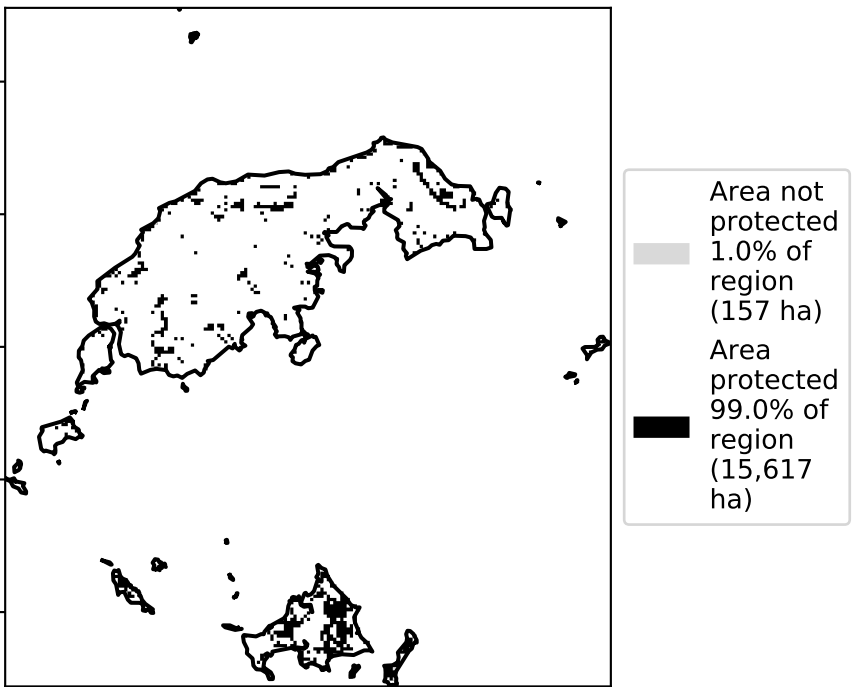 Area not
protected
1.0% of
region
(157 ha)
Area
protected
99.0% of
region
(15,617
ha)